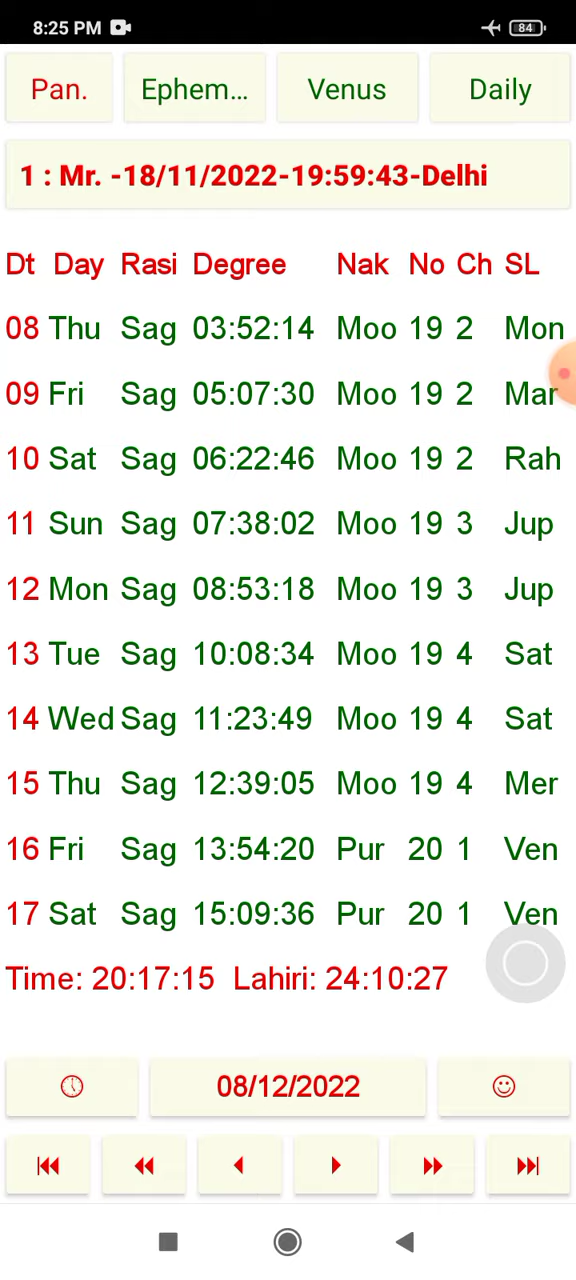 8:25 PM 84
Pan. Ephem... Venus Daily
1 : Mr. -18/11/2022-19:59:43-Delhi
Dt Day Rasi Degree Nak No Ch SL
08 Thu Sag 03:52:14 Moo 19 2 Mon
09 Fri Sag 05:07:30 Moo 19 2 Mar
10 Sat Sag 06:22:46 Moo 19 2 Rah
11 Sun Sag 07:38:02 Moo 19 3 Jup
12 Mon Sag 08:53:18 Moo 19 3 Jup
13 Tue Sag 10:08:34 Moo 19 4 Sat
14 Wed Sag 11:23:49 Moo 19 4 Sat
15 Thu Sag 12:39:05 Moo 19 4 Mer
16 Fri Sag 13:54:20 Pur 20 1 Ven
17 Sat Sag 15:09:36 Pur 20 1 Ven
Time: 20:17:15 Lahiri: 24:10:27
08/12/2022